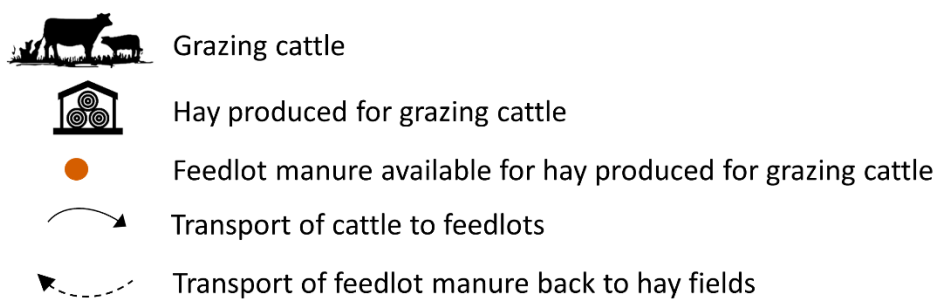 Grazing cattle
Hay produced for grazing cattle
Feedlot manure available for hay produced for grazing cattle
Transport of cattle to feedlots
Transport of feedlot manure back to hay fields